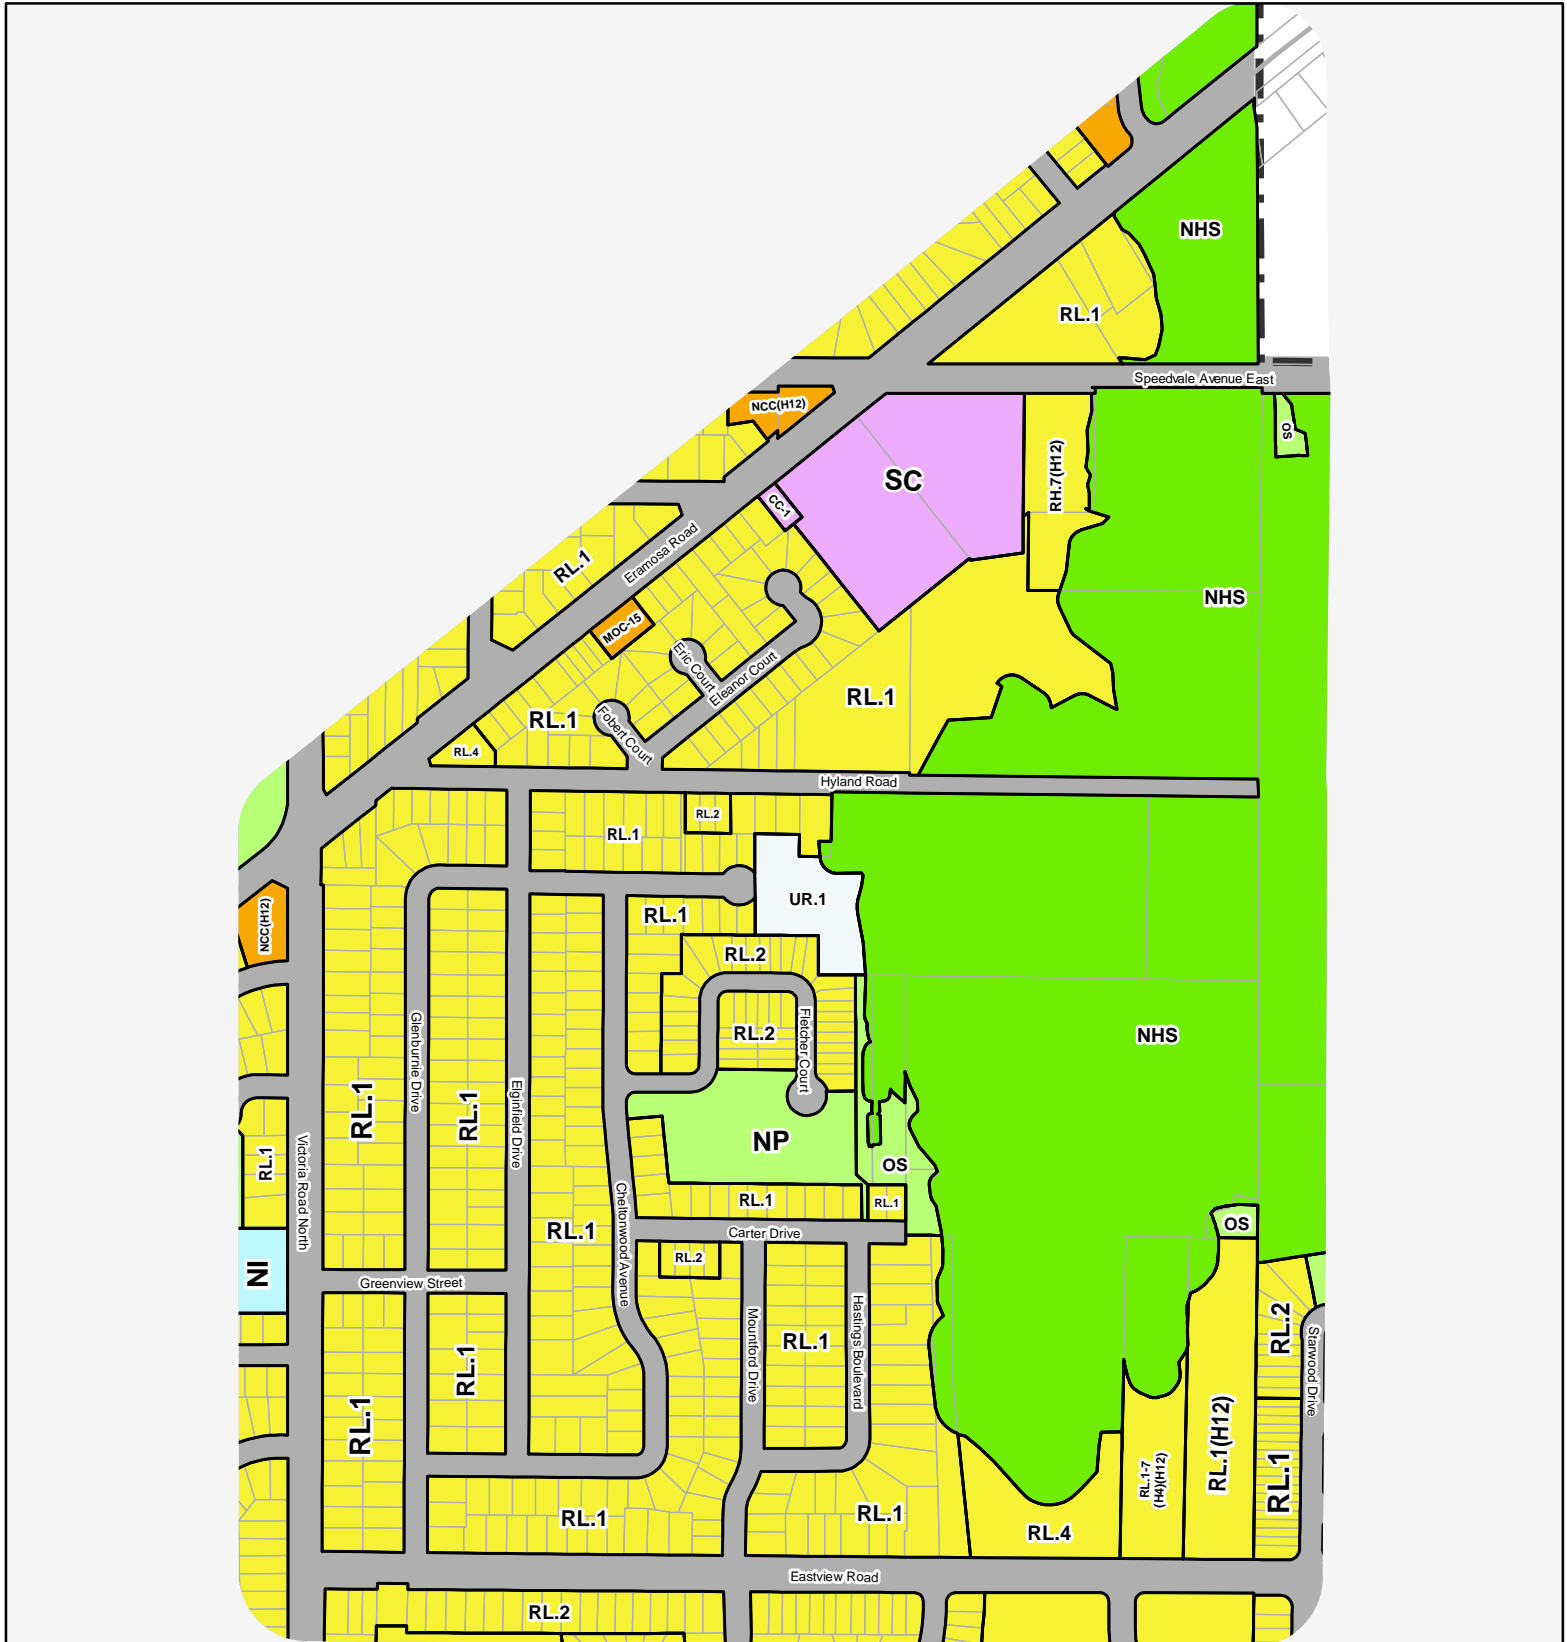 NHS
RL.1
Speedvale Avenue East
NCC(H12)
OS
SC
RH.7(H12)
CC-1
Eramosa Road
RL.1
NHS
MOC-15
Eric Court
Eleanor Court
RL.1
RL.1
Fobert Court
RL.4
Hyland Road
RL.2
RL.1
UR.1
NCC(H12)
RL.1
RL.2
RL.2
Fletcher Court
NHS
Glenburnie Drive
RL.1
RL.1
Elginfield Drive
NP
OS
RL.1
Victoria Road North
RL.1
RL.1
Cheltonwood Avenue
RL.1
Carter Drive
OS
RL.2
NI
Greenview Street
Mountford Drive
RL.1
Hastings Boulevard
RL.2
Starwood Drive
RL.1
RL.1
RL.1(H12)
RL.1-7
(H4)(H12)
RL.1
RL.1
RL.1
RL.4
Eastview Road
RL.2